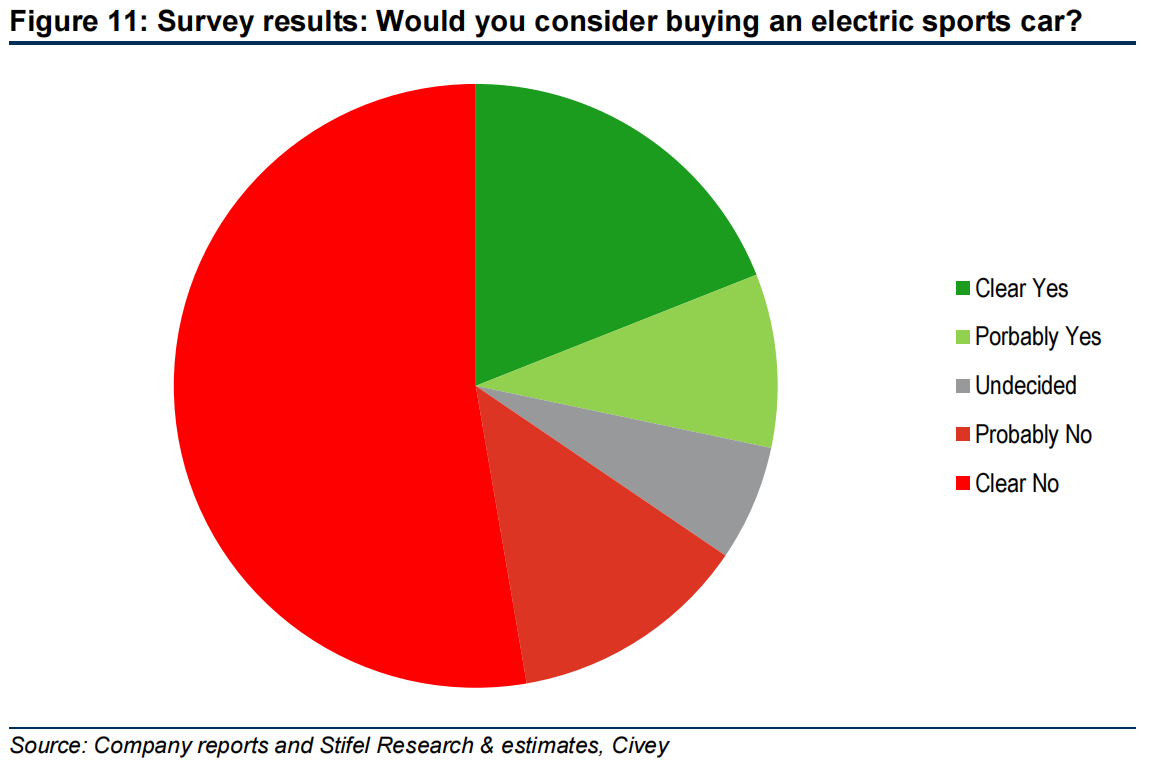 Figure 11: Survey results: Would you consider buying an electric sports car?
Clear Yes
Porbably Yes
Undecided
Probably No
Clear No
Source: Company reports and Stifel Research & estimates, Civey